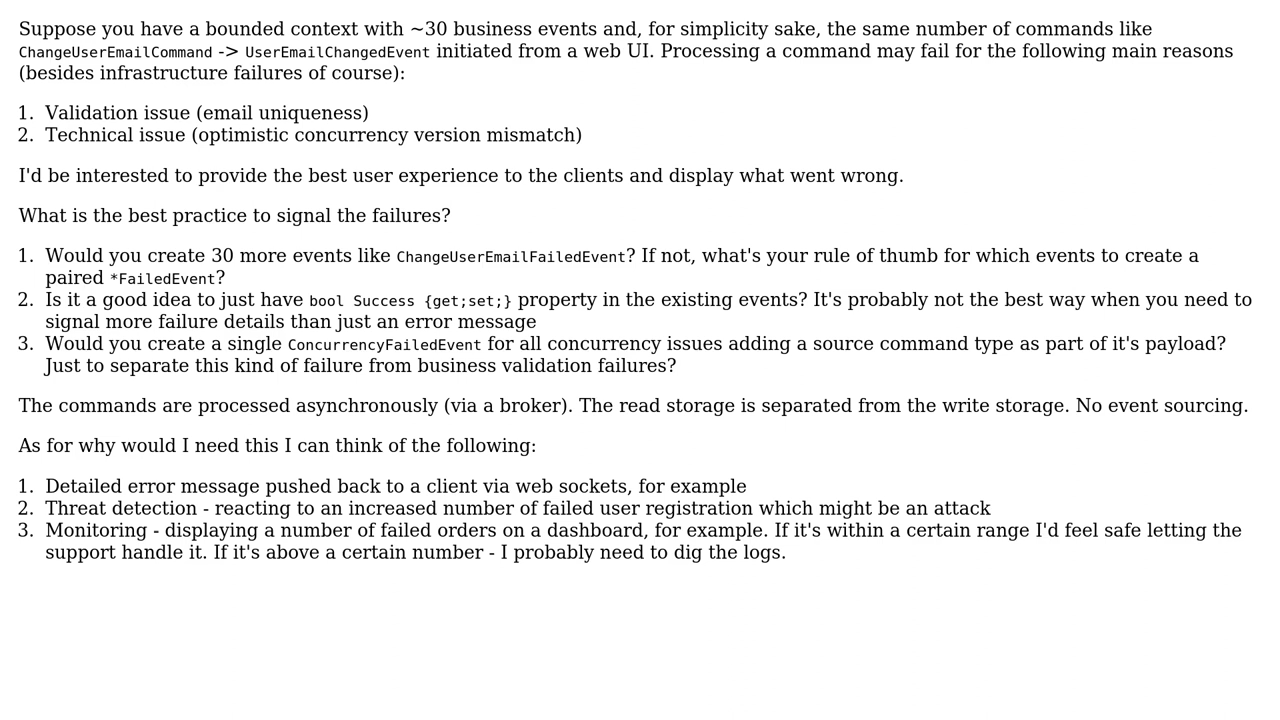 Suppose you have a bounded context with ~30 business events and, for simplicity sake, the same number of commands like
ChangeUserEmailCommand -> UserEmailChangedEvent initiated from a web UI. Processing a command may fail for the following main reasons
(besides infrastructure failures of course):
1. Validation issue (email uniqueness)
2. Technical issue (optimistic concurrency version mismatch)
I'd be interested to provide the best user experience to the clients and display what went wrong.
What is the best practice to signal the failures?
1. Would you create 30 more events like ChangeUserEmailFailedEvent? If not, what's your rule of thumb for which events to create a
paired *FailedEvent?
2. Is it a good idea to just have bool Success {get;set;} property in the existing events? It's probably not the best way when you need to
signal more failure details than just an error message
3. Would you create a single ConcurrencyFailedEvent for all concurrency issues adding a source command type as part of it's payload?
Just to separate this kind of failure from business validation failures?
The commands are processed asynchronously (via a broker). The read storage is separated from the write storage. No event sourcing.
As for why would I need this I can think of the following:
1. Detailed error message pushed back to a client via web sockets, for example
2. Threat detection - reacting to an increased number of failed user registration which might be an attack
3. Monitoring - displaying a number of failed orders on a dashboard, for example. If it's within a certain range I'd feel safe letting the
support handle it. If it's above a certain number - I probably need to dig the logs.